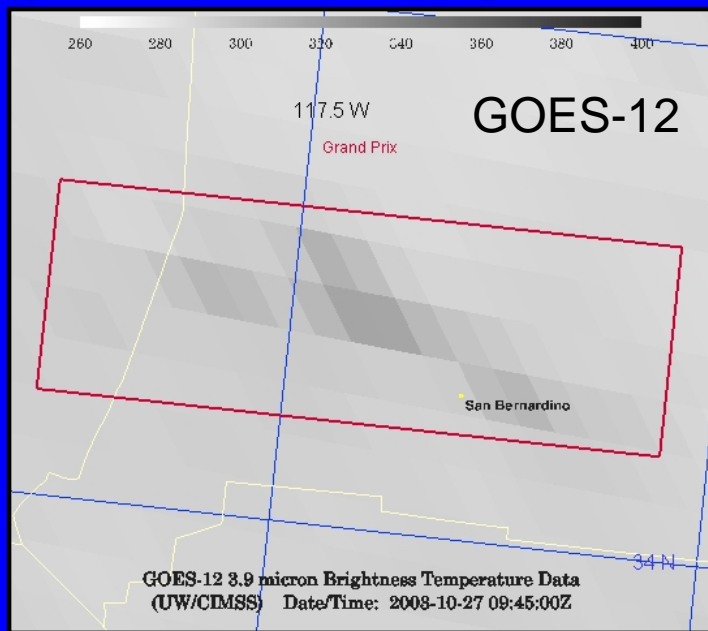 260 280 300 320 340 360 380 400
117.5 W
GOES-12
Grand Prix
San Bernardino
34 N
GOES-12 3.9 micron Brightness Temperature Data
(UW/CIMSS) Date/Time: 2003-10-27 09:45:00Z